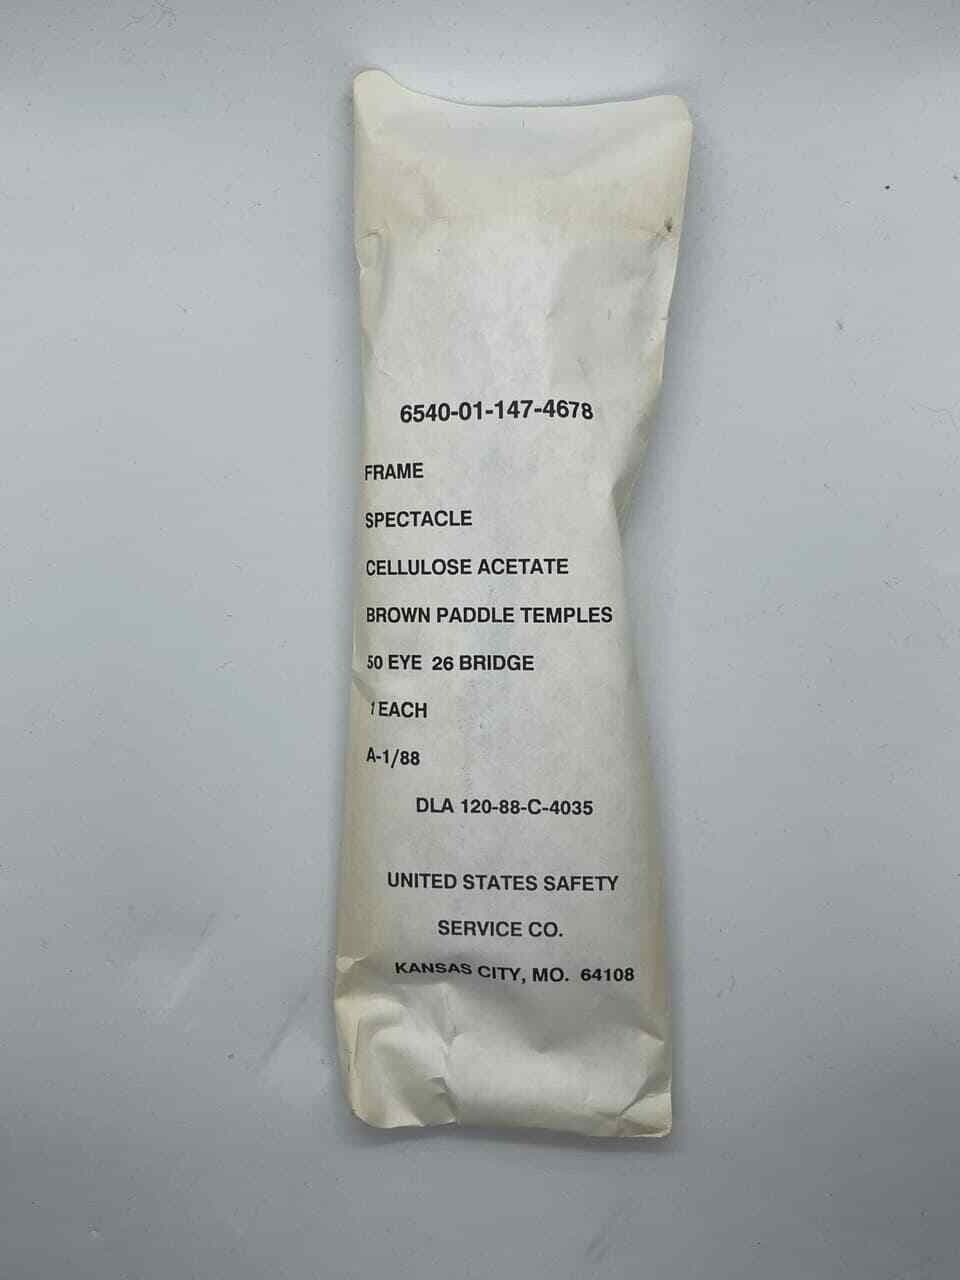 6540-01-147-4678
FRAME
SPECTACLE
CELLULOSE ACETATE
BROWN PADDLE TEMPLES
50 EYE 26 BRIDGE
1 EACH
A-1/88
DLA 120-88-C-4035
UNITED STATES SAFETY
SERVICE CO.
KANSAS CITY, MO. 64108